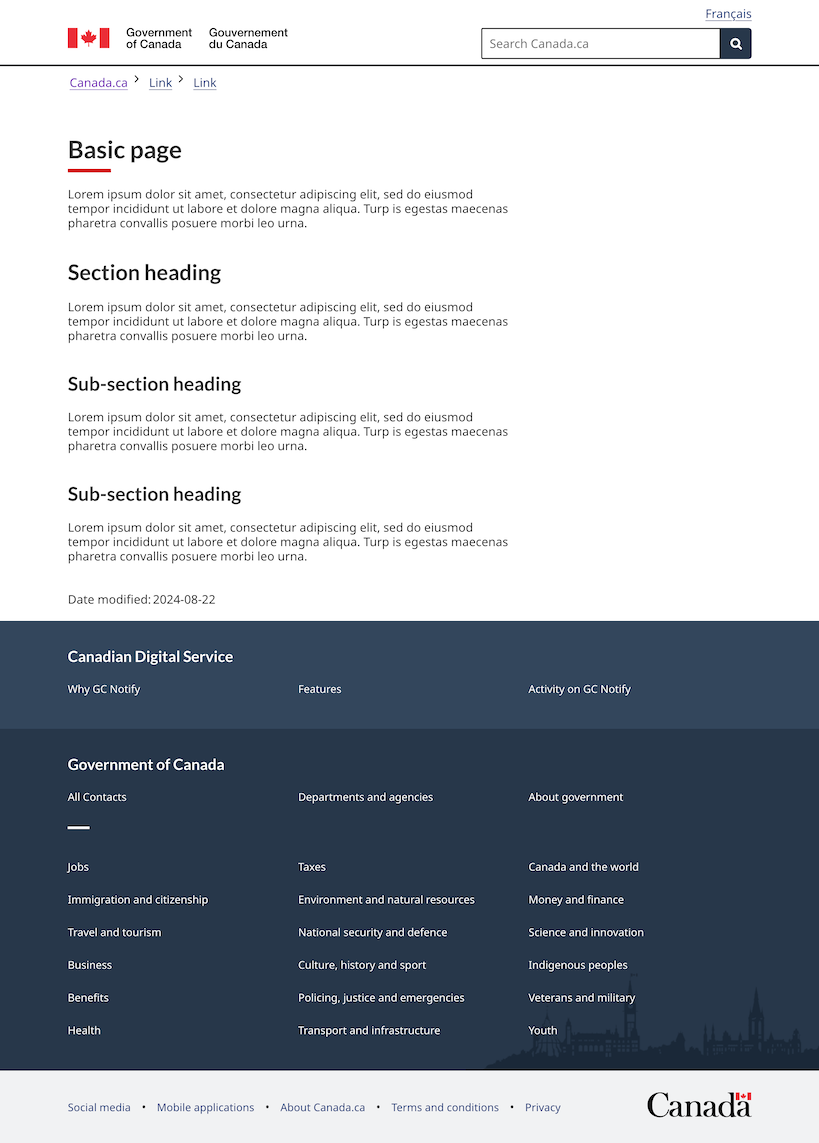 Français
Government of Canada
Gouvernement du Canada
Search Canada.ca
Canada.ca > Link > Link
Basic page
Lorem ipsum dolor sit amet, consectetur adipiscing elit, sed do eiusmod
tempor incididunt ut labore et dolore magna aliqua. Turp is egestas maecenas
pharetra convallis posuere morbi leo urna.
Section heading
Lorem ipsum dolor sit amet, consectetur adipiscing elit, sed do eiusmod
tempor incididunt ut labore et dolore magna aliqua. Turp is egestas maecenas
pharetra convallis posuere morbi leo urna.
Sub-section heading
Lorem ipsum dolor sit amet, consectetur adipiscing elit, sed do eiusmod
tempor incididunt ut labore et dolore magna aliqua. Turp is egestas maecenas
pharetra convallis posuere morbi leo urna.
Sub-section heading
Lorem ipsum dolor sit amet, consectetur adipiscing elit, sed do eiusmod
tempor incididunt ut labore et dolore magna aliqua. Turp is egestas maecenas
pharetra convallis posuere morbi leo urna.
Date modified: 2024-08-22
Canadian Digital Service
Why GC Notify Features Activity on GC Notify
Government of Canada
All Contacts Departments and agencies About government
Jobs Taxes Canada and the world
Immigration and citizenship Environment and natural resources Money and finance
Travel and tourism National security and defence Science and innovation
Business Culture, history and sport Indigenous peoples
Benefits Policing, justice and emergencies Veterans and military
Health Transport and infrastructure Youth
Social media • Mobile applications • About Canada.ca • Terms and conditions • Privacy
Canada